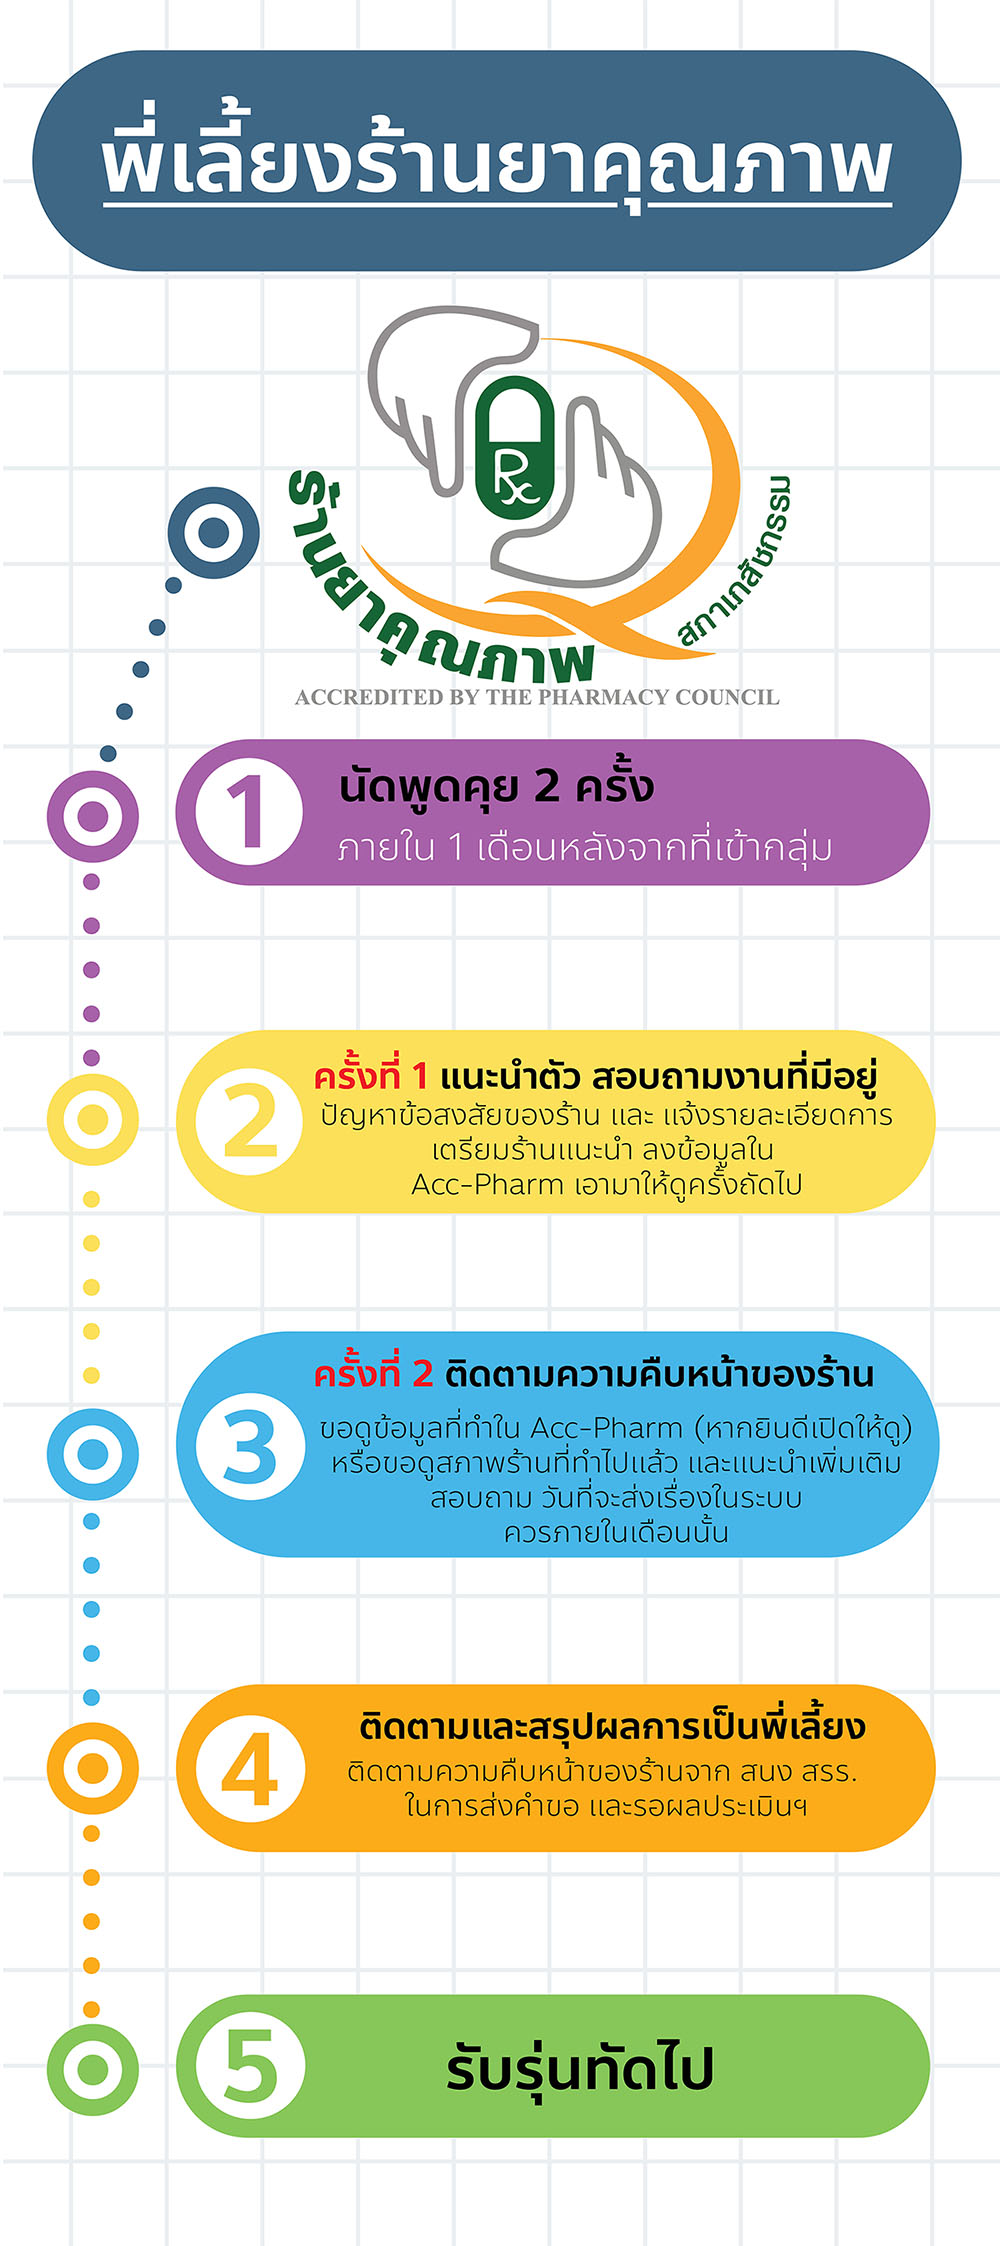 พี่เลี้ยงร้านยาคุณภาพ
Rx
ร้านยาคุณภาพ
สภาเภสัชกรรม
ACCREDITED BY THE PHARMACY COUNCIL
1
นัดพูดคุย 2 ครั้ง
ภายใน 1 เดือนหลังจากที่เข้ากลุ่ม
2
ครั้งที่ 1 แนะนำตัว สอบถามงานที่มีอยู่
ปัญหาข้อสงสัยของร้าน และ แจ้งรายละเอียดการ
เตรียมร้านแนะนำ ลงข้อมูลใน
Acc-Pharm เอามาให้ดูครั้งถัดไป
3
ครั้งที่ 2 ติดตามความคืบหน้าของร้าน
ขอดูข้อมูลที่ทำใน Acc-Pharm (หากยินดีเปิดให้ดู)
หรือขอดูสภาพร้านที่ทำไปแล้ว และแนะนำเพิ่มเติม
สอบถาม วันที่จะส่งเรื่องในระบบ
ควรภายในเดือนนั้น
4
ติดตามและสรุปผลการเป็นพี่เลี้ยง
ติดตามความคืบหน้าของร้านจาก สนง สรร.
ในการส่งคำขอ และรอผลประเมินฯ
5
รับรุ่นทัดไป